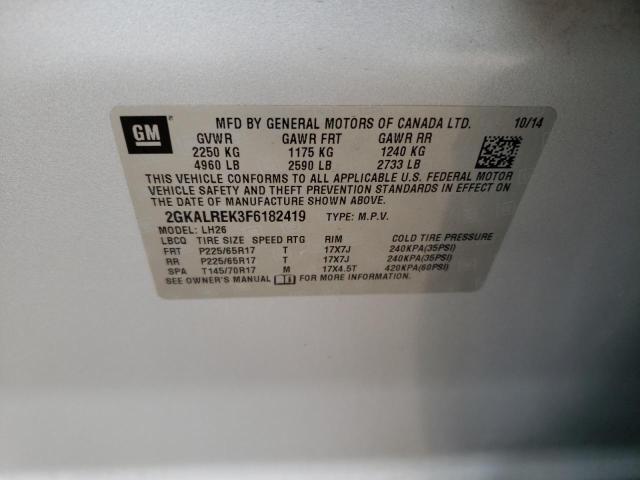 GM
MFD BY GENERAL MOTORS OF CANADA LTD. 10/14
GVWR GAWR FRT GAWR RR
2250 KG 1175 KG 1240 KG
4960 LB 2590 LB 2733 LB
THIS VEHICLE CONFORMS TO ALL APPLICABLE U.S. FEDERAL MOTOR
VEHICLE SAFETY AND THEFT PREVENTION STANDARDS IN EFFECT ON
THE DATE OF MANUFACTURE SHOWN ABOVE.
2GKALREK3F6182419 TYPE: M.P.V.
MODEL: LH26
LBCQ TIRE SIZE SPEED RTG RIM COLD TIRE PRESSURE
FRT P225/65R17 T 17X7J 240KPA(35PSI)
RR P225/65R17 T 17X7J 240KPA(35PSI)
SPA T145/70R17 M 17X4.5T 420KPA(60PSI)
SEE OWNER'S MANUAL FOR MORE INFORMATION.